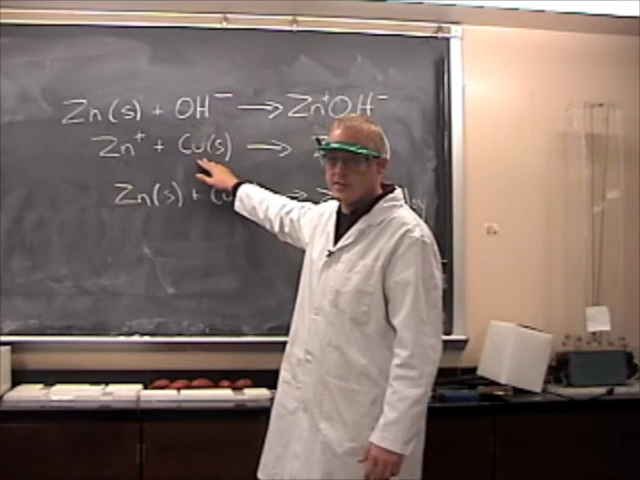 Zn(s) + OH⁻ → Zn⁺OH⁻
Zn⁺ + Cu(s) →
Zn(s) + Cu →